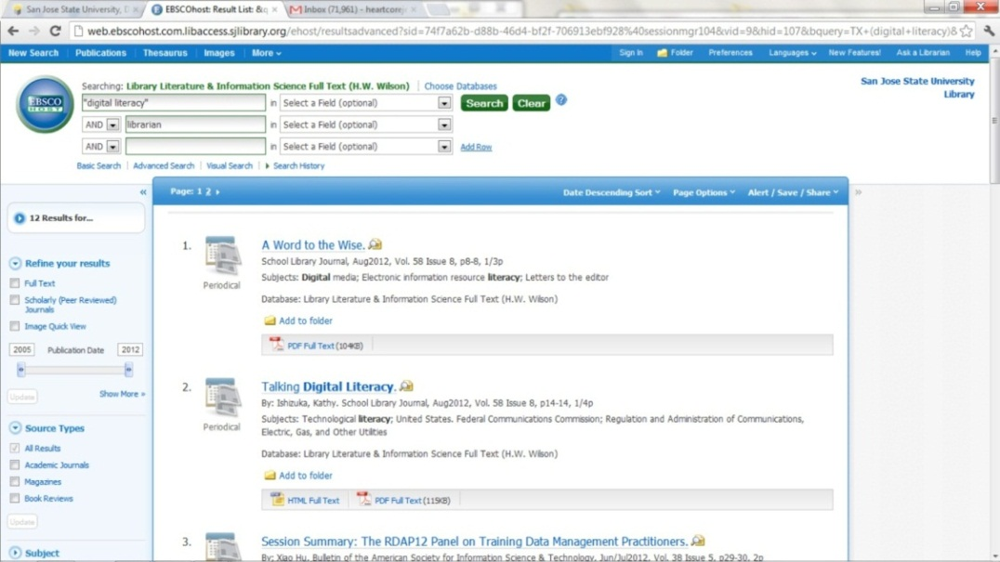 San Jose State University, D
EBSCOhost: Result List: &q
Inbox (71,961) - heartcore
web.ebscohost.com.libaccess.sjlibrary.org/ehost/resultsadvanced?sid=74f7a62b-d88b-46d4-bf2f-706913ebf928%40sessionmgr104&vid=9&hid=107&bquery=TX+(digital+literacy)&
New Search Publications Thesaurus Images More Sign In Folder Preferences Languages New Features! Ask a Librarian Help
Searching: Library Literature & Information Science Full Text (H.W. Wilson) Choose Databases
San Jose State University
Library
EBSCO
HOST
"digital literacy" in Select a Field (optional) Search Clear ?
AND librarian in Select a Field (optional)
AND in Select a Field (optional) Add Row
Basic Search Advanced Search Visual Search Search History
« Page: 1 2 Date Descending Sort Page Options Alert / Save / Share »
12 Results for...
Refine your results
Full Text
Scholarly (Peer Reviewed)
Journals
Image Quick View
2005 Publication Date 2012
Update
Show More »
Source Types
All Results
Academic Journals
Magazines
Book Reviews
Update
Subject
1. A Word to the Wise.
Periodical
School Library Journal, Aug2012, Vol. 58 Issue 8, p8-8, 1/3p
Subjects: Digital media; Electronic information resource literacy; Letters to the editor
Database: Library Literature & Information Science Full Text (H.W. Wilson)
Add to folder
PDF Full Text (104KB)
2. Talking Digital Literacy.
Periodical
By: Ishizuka, Kathy. School Library Journal, Aug2012, Vol. 58 Issue 8, p14-14, 1/4p
Subjects: Technological literacy; United States. Federal Communications Commission; Regulation and Administration of Communications,
Electric, Gas, and Other Utilities
Database: Library Literature & Information Science Full Text (H.W. Wilson)
Add to folder
HTML Full Text PDF Full Text (115KB)
3. Session Summary: The RDAP12 Panel on Training Data Management Practitioners.
By: Xiao Hu. Bulletin of the American Society for Information Science & Technology. Jun/Jul2012. Vol. 38 Issue 5. p29-30. 2p